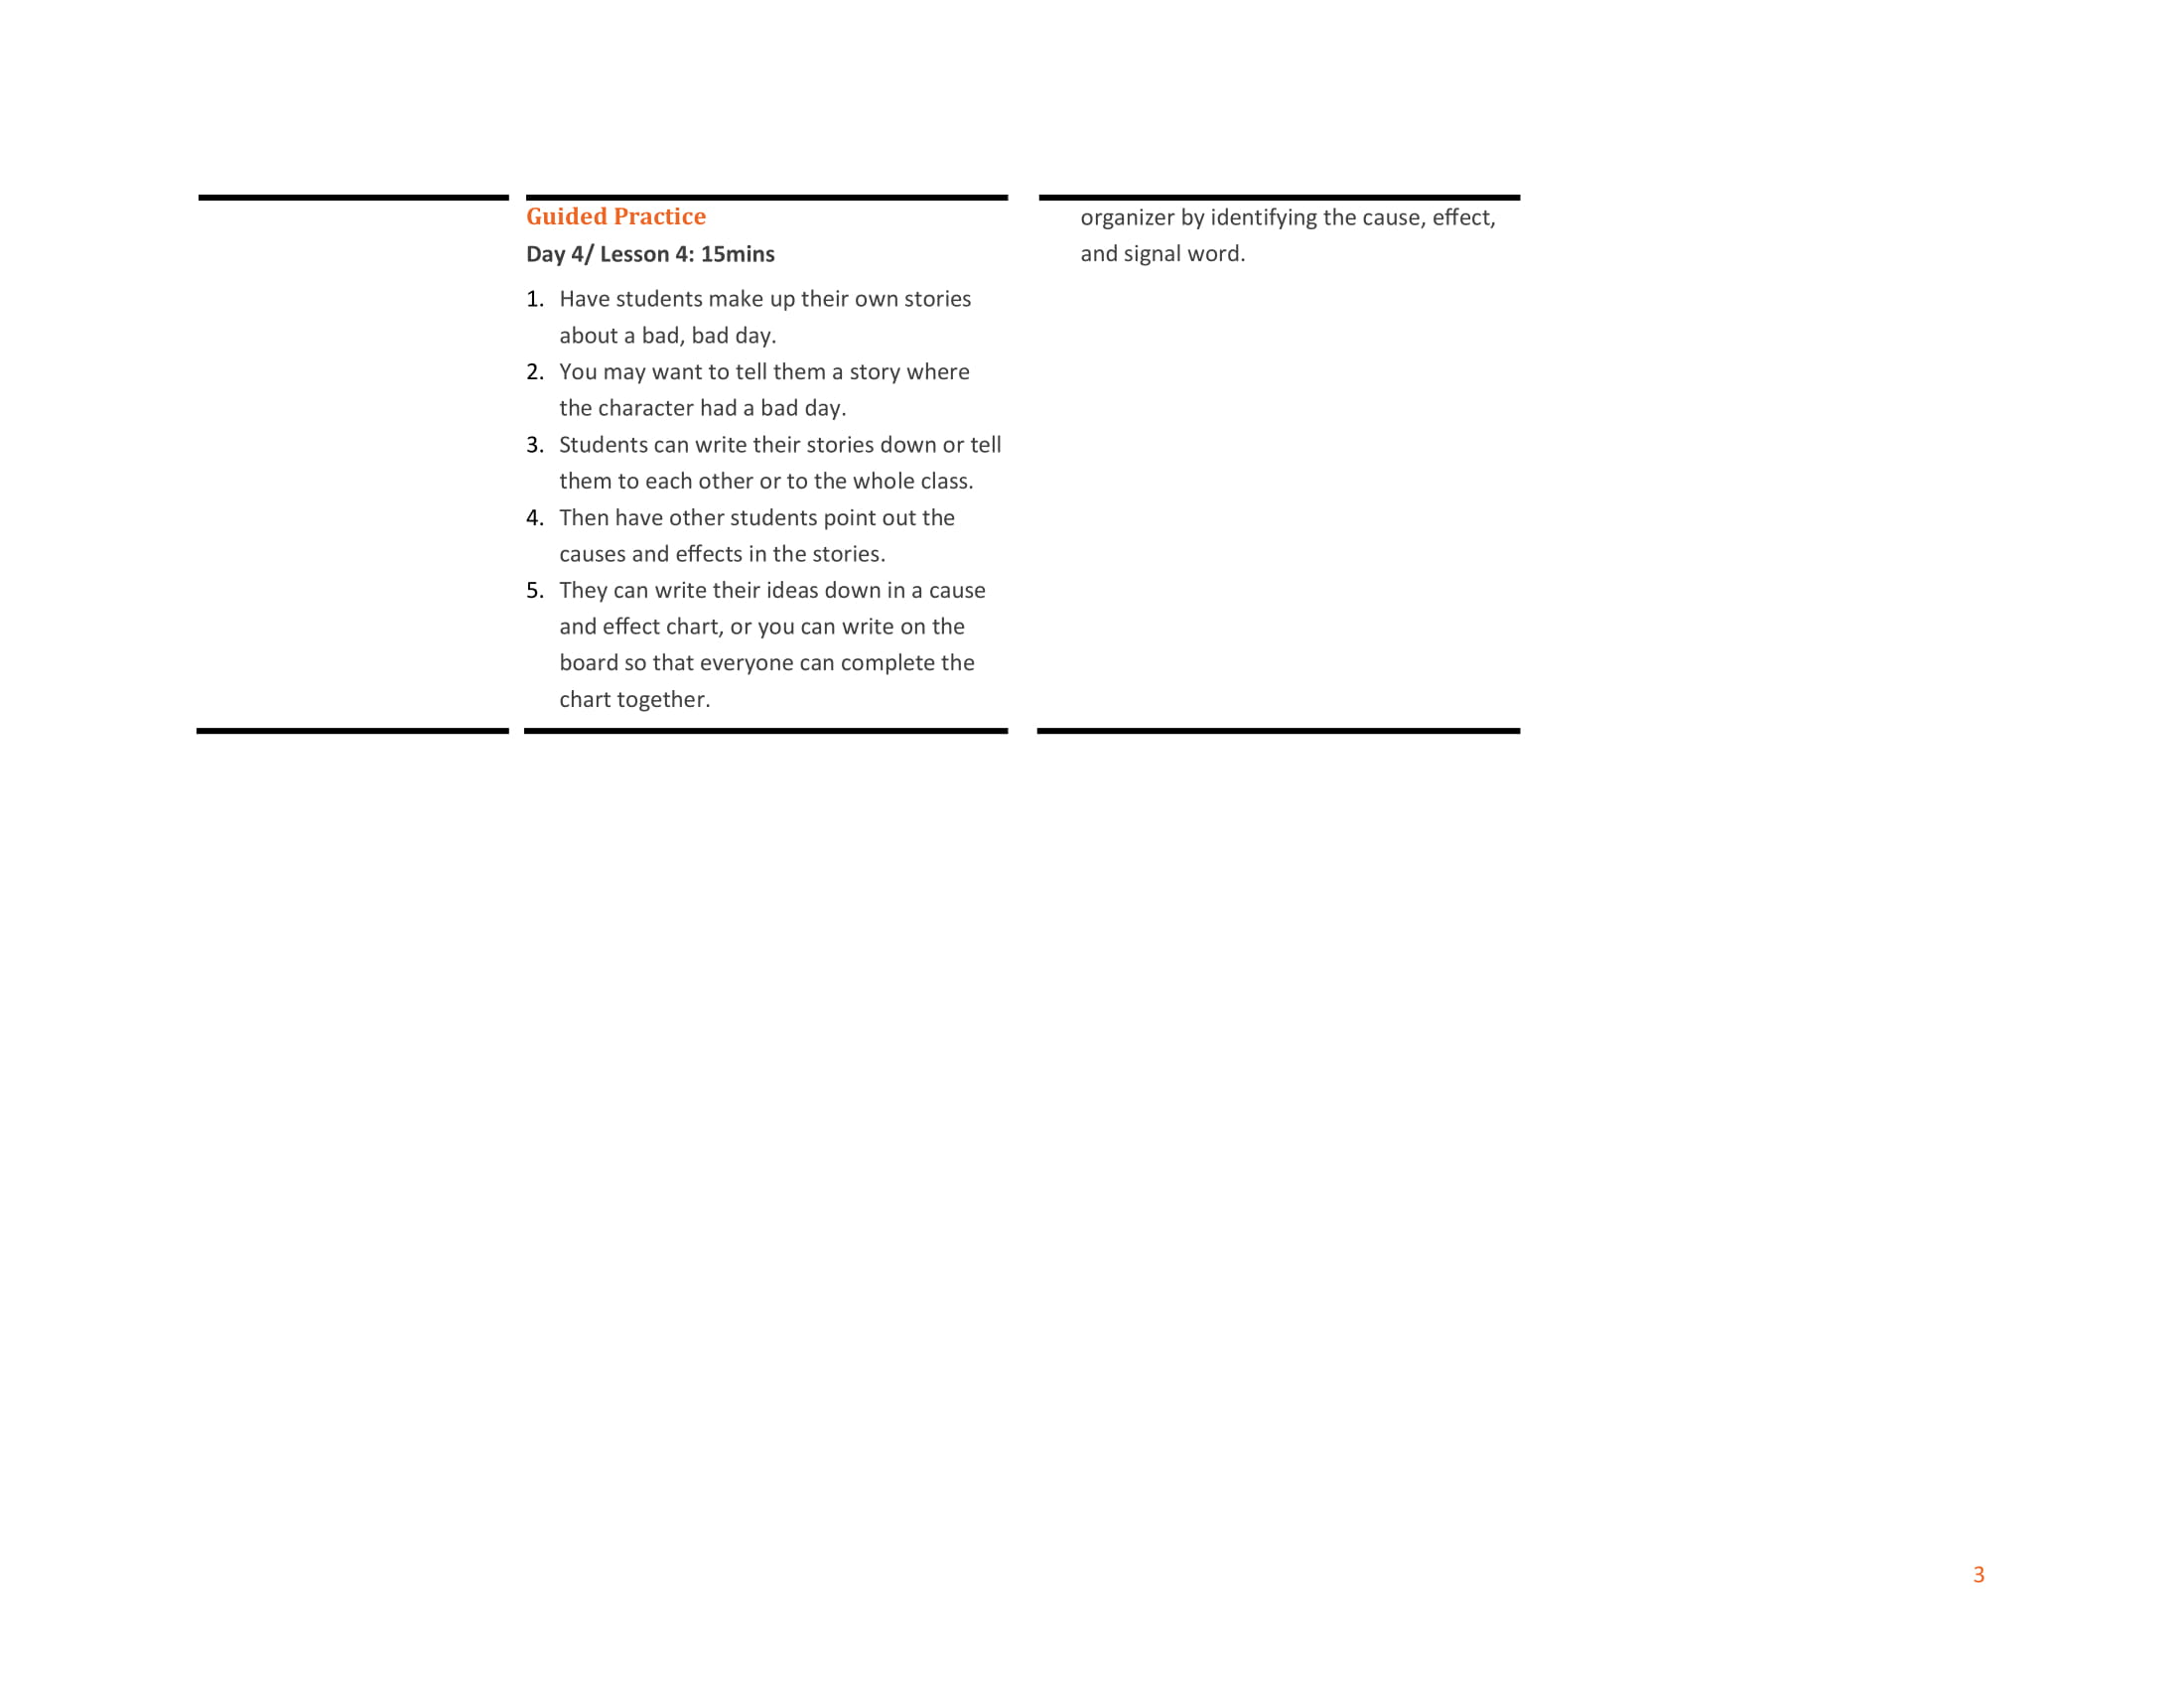 Guided Practice
Day 4/ Lesson 4: 15mins
1. Have students make up their own stories
about a bad, bad day.
2. You may want to tell them a story where
the character had a bad day.
3. Students can write their stories down or tell
them to each other or to the whole class.
4. Then have other students point out the
causes and effects in the stories.
5. They can write their ideas down in a cause
and effect chart, or you can write on the
board so that everyone can complete the
chart together.
organizer by identifying the cause, effect,
and signal word.
3